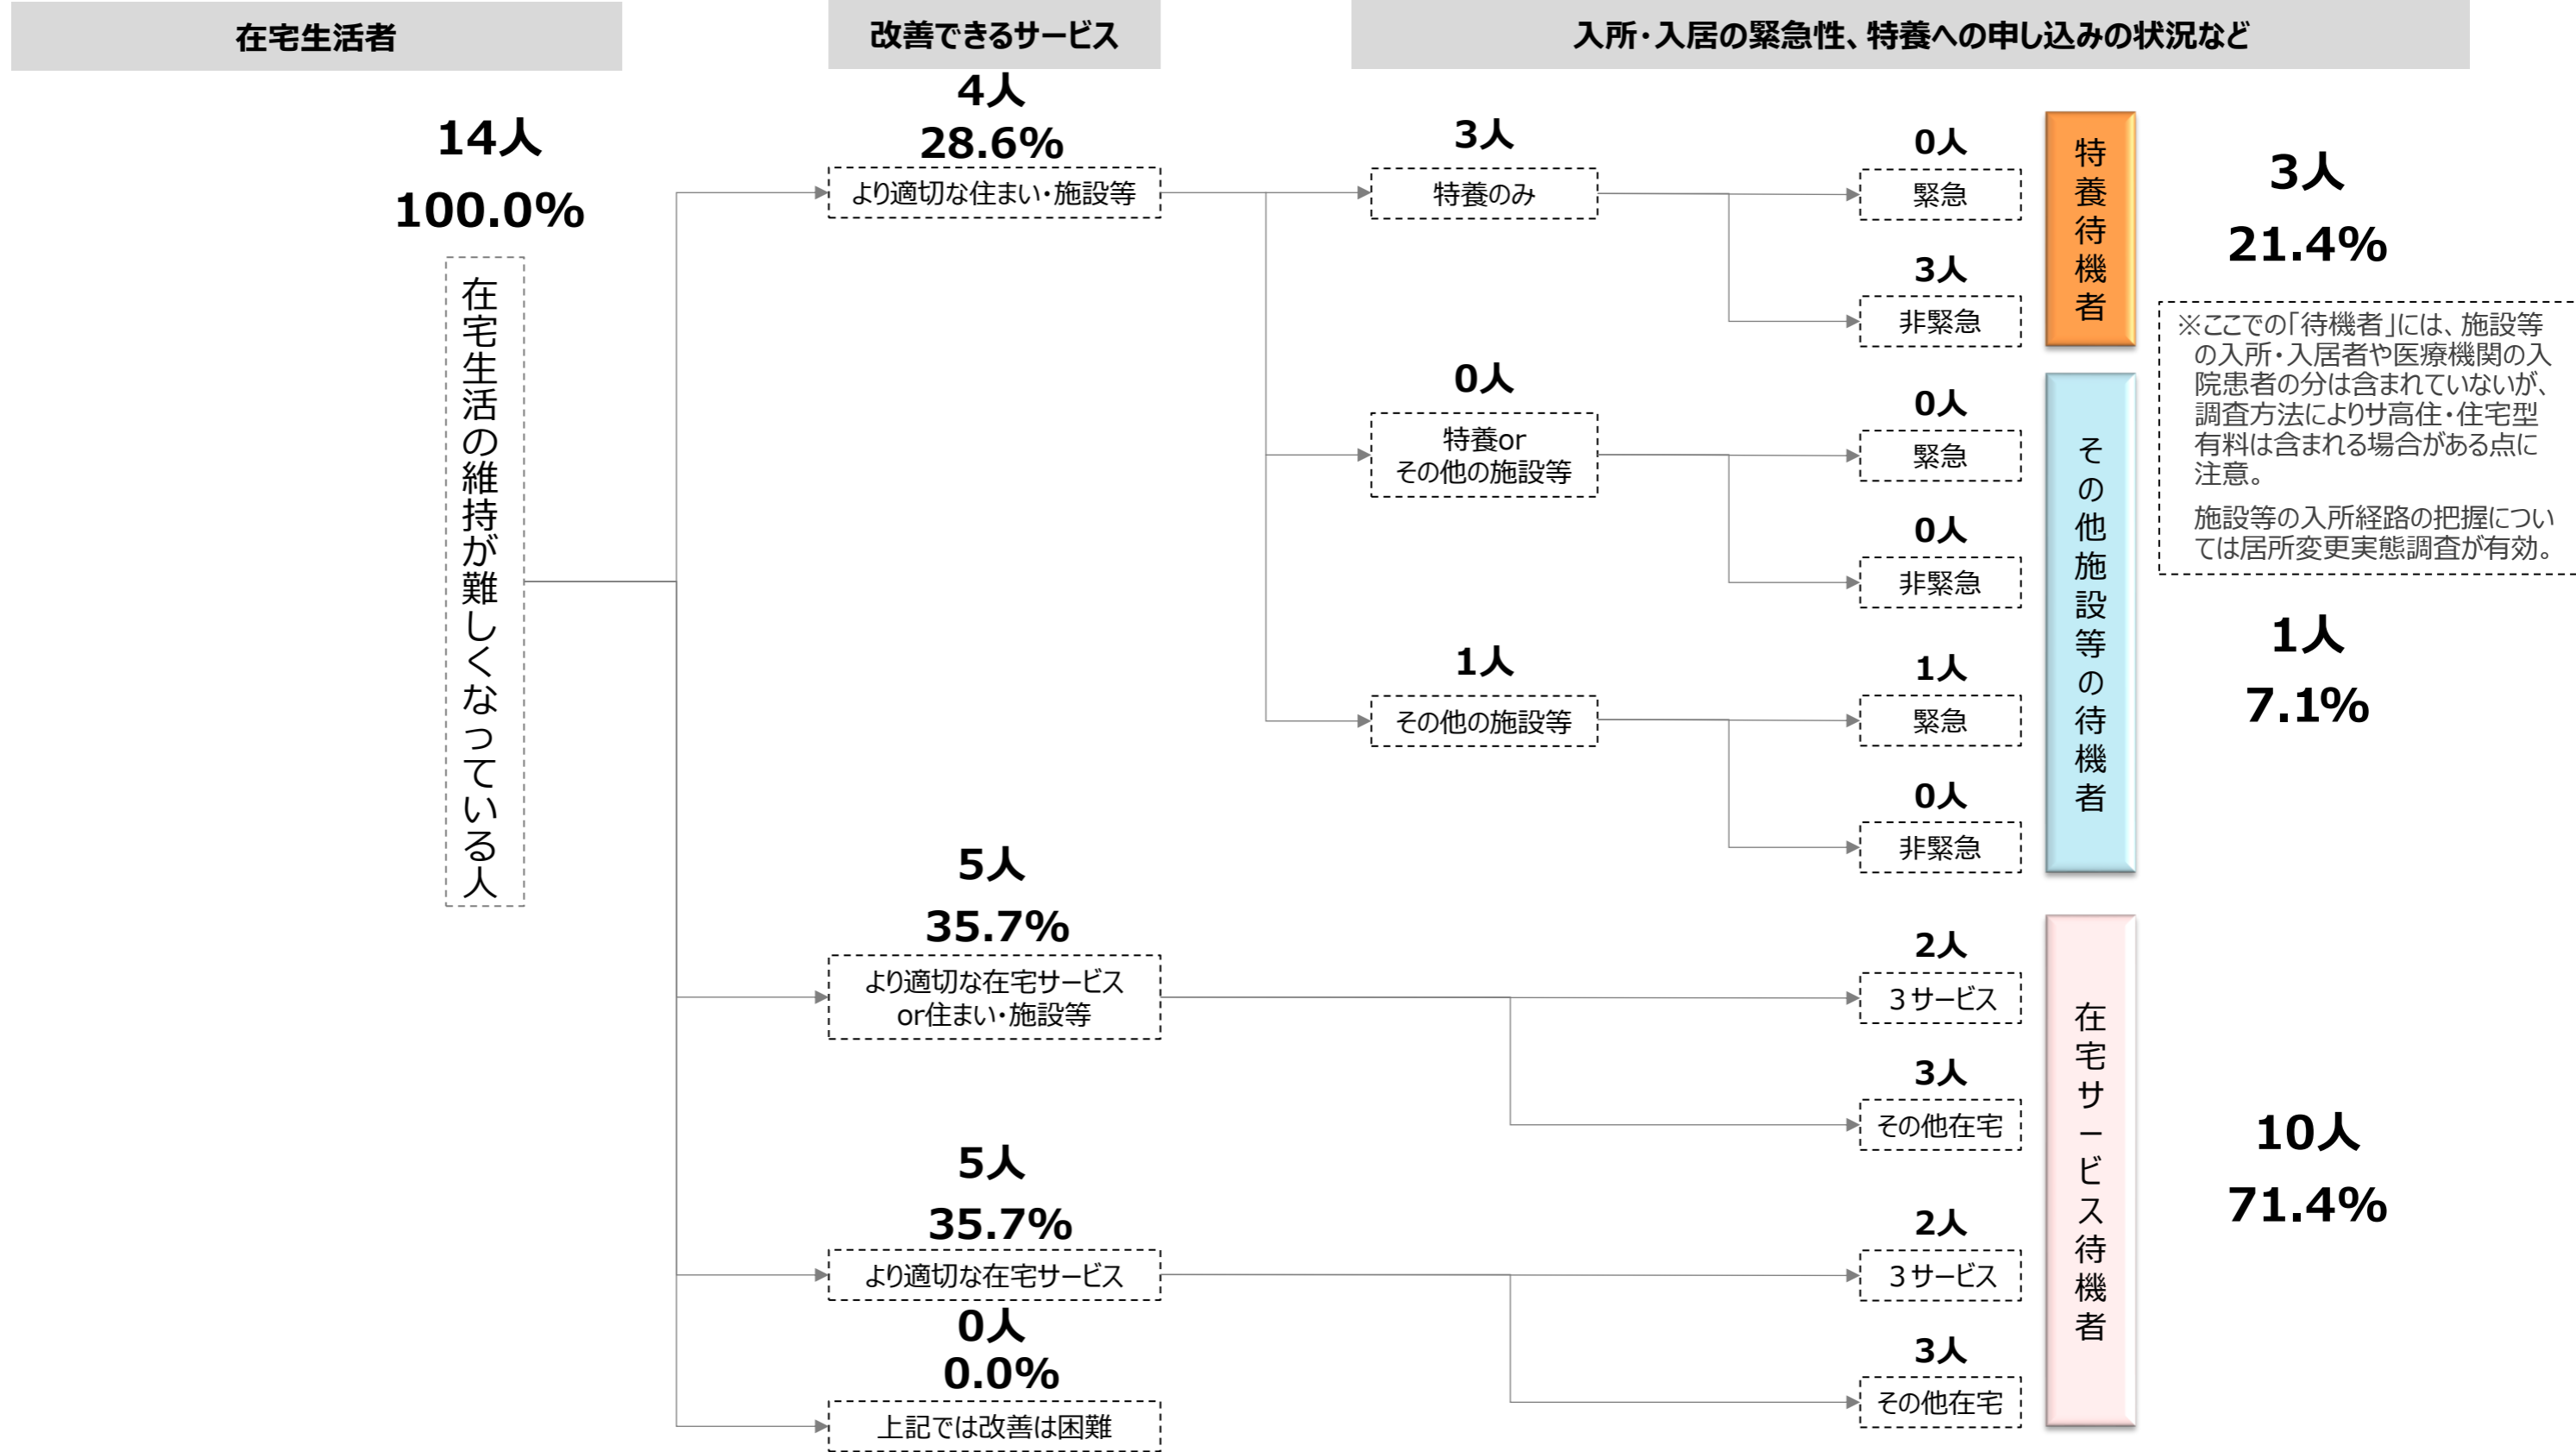 在宅生活者
改善できるサービス
入所・入居の緊急性、特養への申し込みの状況など
14人
100.0%
在宅生活の維持が難しくなっている人
4人
28.6%
より適切な住まい・施設等
3人
特養のみ
0人
緊急
3人
非緊急
特養待機者
3人
21.4%
※ここでの「待機者」には、施設等
の入所・入居者や医療機関の入
院患者の分は含まれていないが、
調査方法によりサ高住・住宅型
有料は含まれる場合がある点に
注意。
施設等の入所経路の把握につい
ては居所変更実態調査が有効。
0人
特養or
その他の施設等
0人
緊急
0人
非緊急
1人
その他の施設等
1人
緊急
0人
非緊急
その他施設等の待機者
1人
7.1%
5人
35.7%
より適切な在宅サービス
or住まい・施設等
2人
３サービス
3人
その他在宅
5人
35.7%
より適切な在宅サービス
2人
３サービス
3人
その他在宅
在宅サービス待機者
10人
71.4%
0人
0.0%
上記では改善は困難